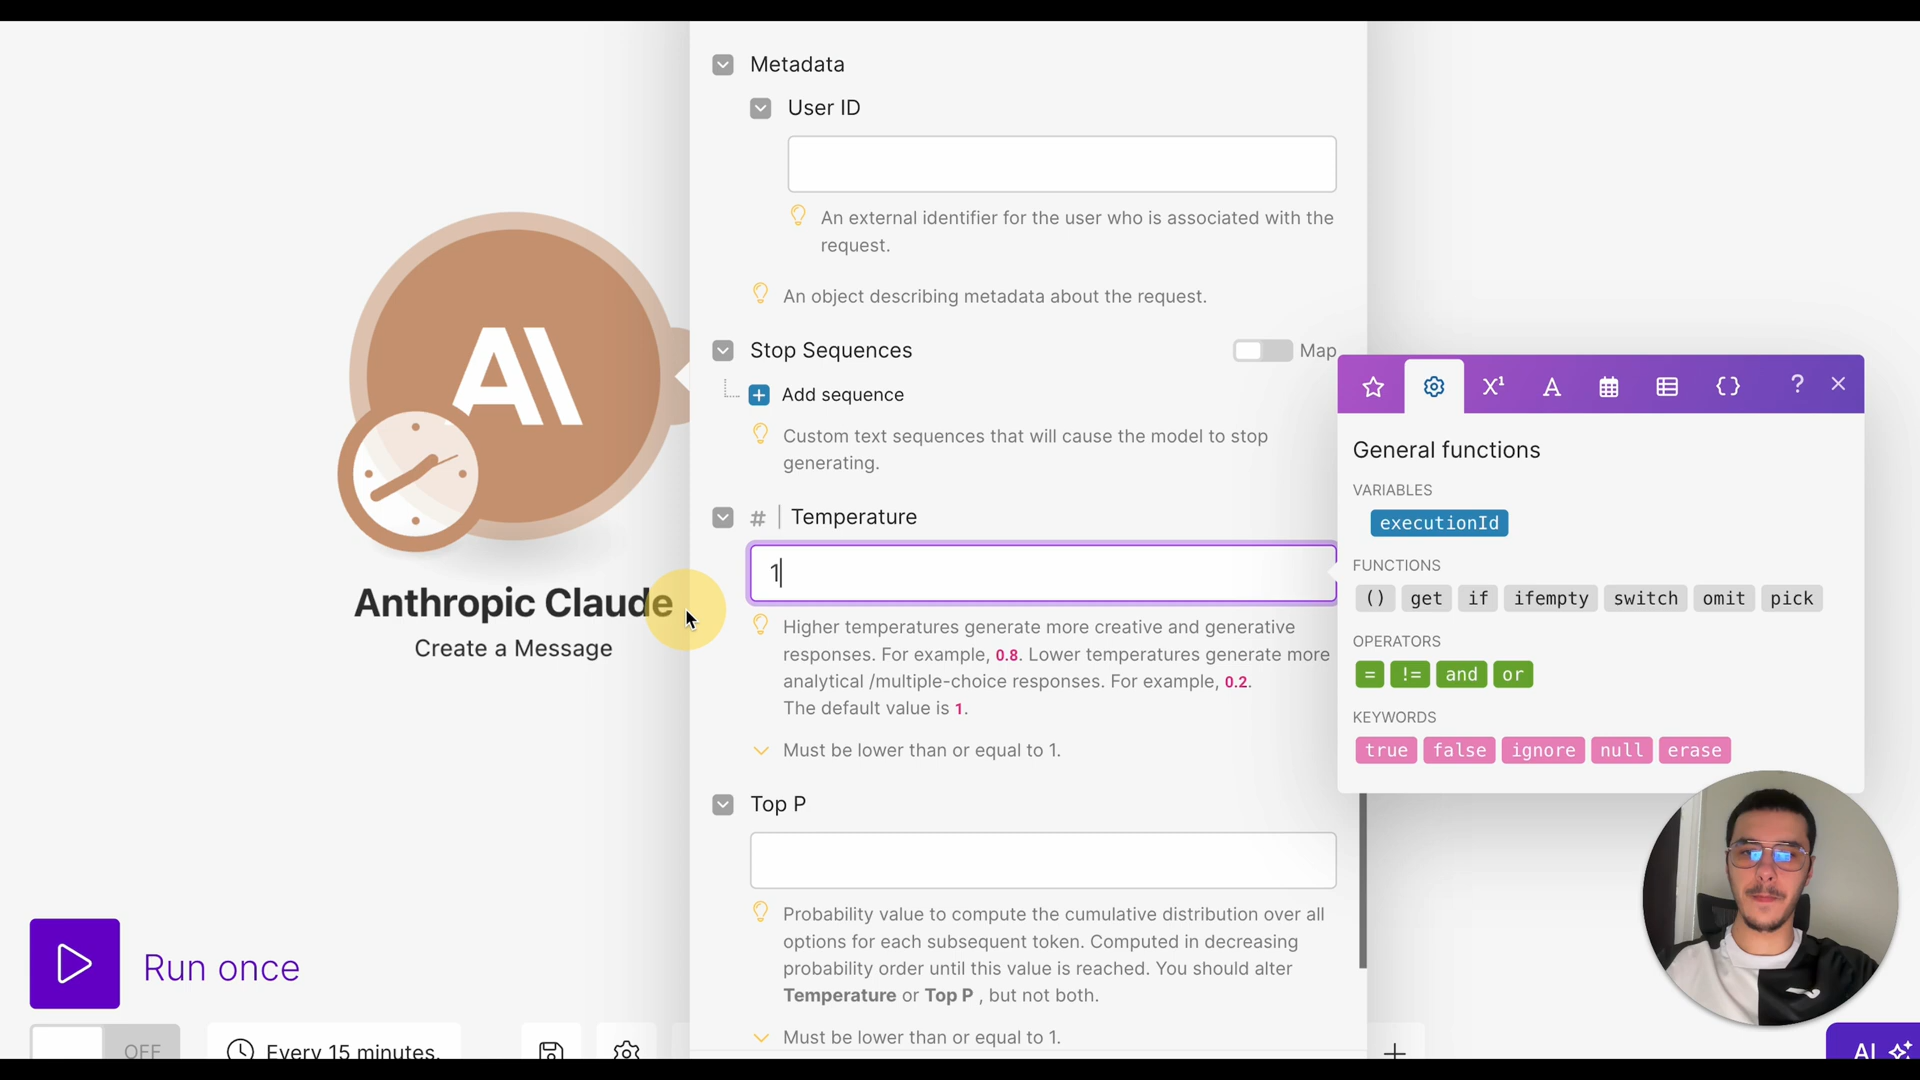 Metadata
User ID
An external identifier for the user who is associated with the
request.
An object describing metadata about the request.
Stop Sequences
Map
Add sequence
Custom text sequences that will cause the model to stop
generating.
# | Temperature
1
Higher temperatures generate more creative and generative
responses. For example, 0.8. Lower temperatures generate more
analytical /multiple-choice responses. For example, 0.2.
The default value is 1.
Must be lower than or equal to 1.
Top P
Probability value to compute the cumulative distribution over all
options for each subsequent token. Computed in decreasing
probability order until this value is reached. You should alter
Temperature or Top P , but not both.
Must be lower than or equal to 1.
A\
Anthropic Claude
Create a Message
X¹ A { } ?
General functions
VARIABLES
executionId
FUNCTIONS
() get if ifempty switch omit pick
OPERATORS
= != and or
KEYWORDS
true false ignore null erase
Run once
OFF
Every 15 minutes.
AI